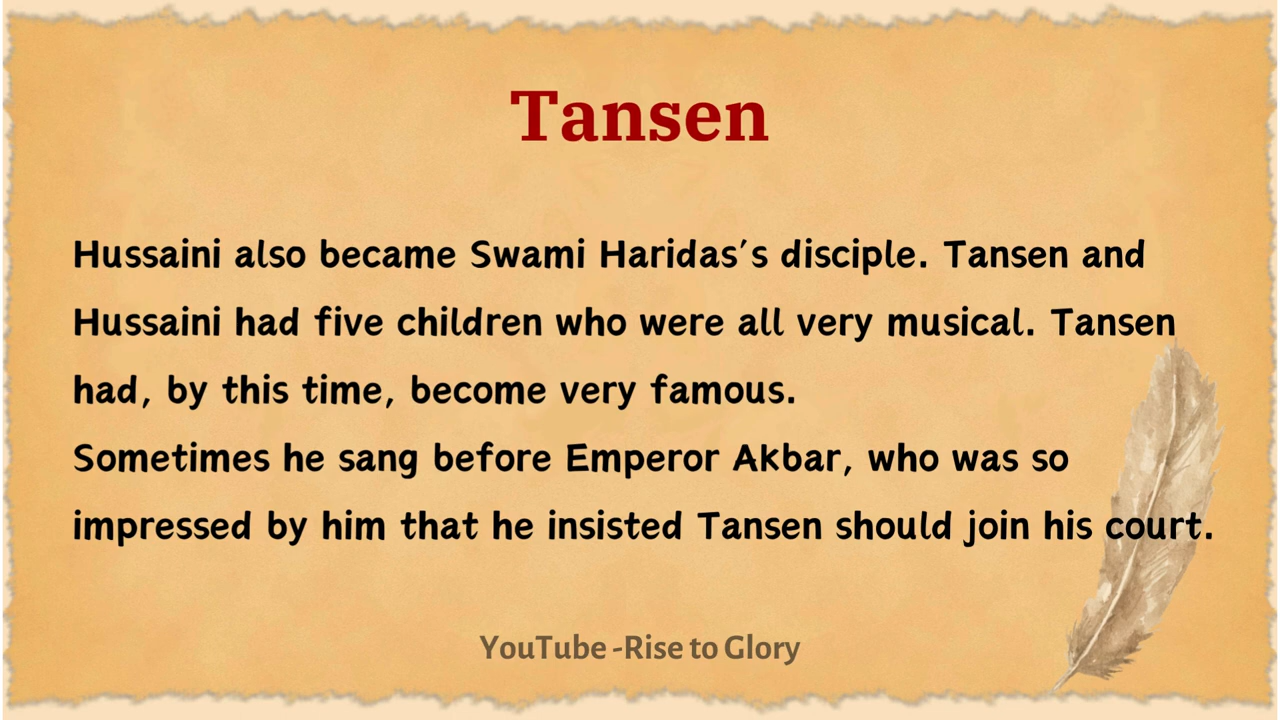 Tansen
Hussaini also became Swami Haridas's disciple. Tansen and
Hussaini had five children who were all very musical. Tansen
had, by this time, become very famous.
Sometimes he sang before Emperor Akbar, who was so
impressed by him that he insisted Tansen should join his court.
YouTube -Rise to Glory